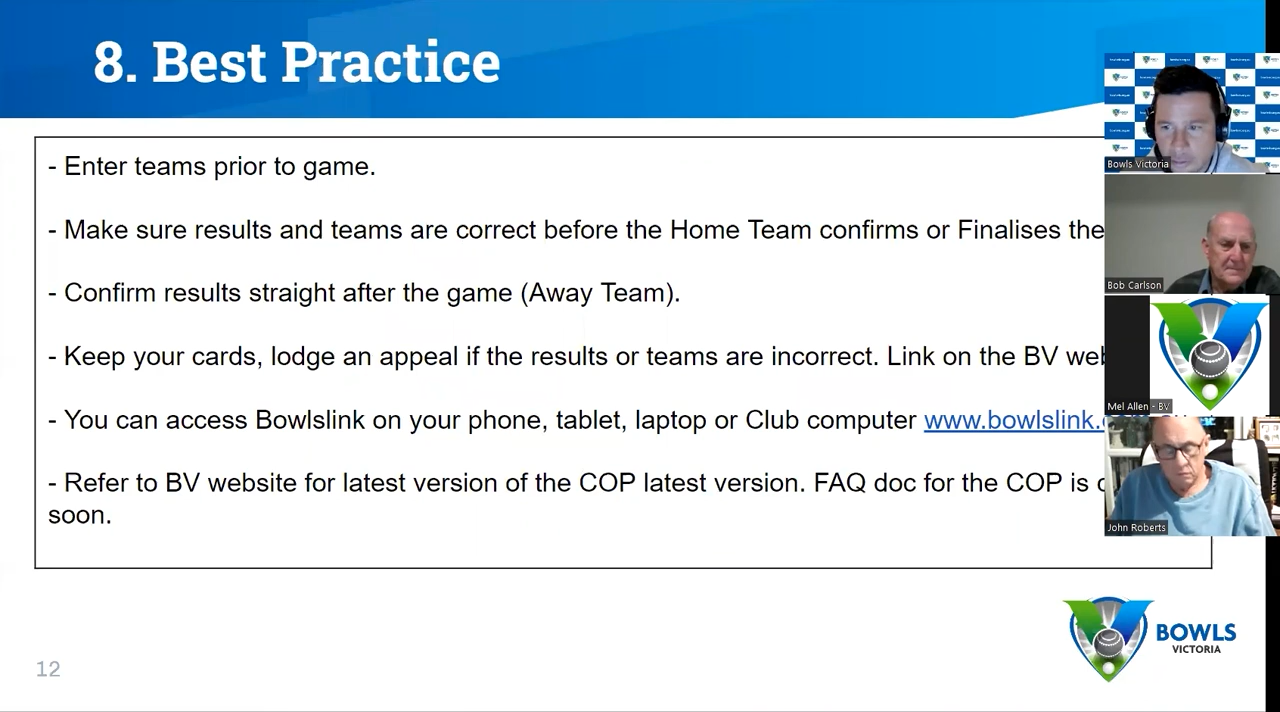 8. Best Practice
- Enter teams prior to game.
- Make sure results and teams are correct before the Home Team confirms or Finalises the
- Confirm results straight after the game (Away Team).
- Keep your cards, lodge an appeal if the results or teams are incorrect. Link on the BV
- You can access Bowlslink on your phone, tablet, laptop or Club computer www.bowlslink.
- Refer to BV website for latest version of the COP latest version. FAQ doc for the COP is
soon.
Bowls Victoria
Bob Carlson
Mel Allen - BV
John Roberts
BOWLS
VICTORIA
12